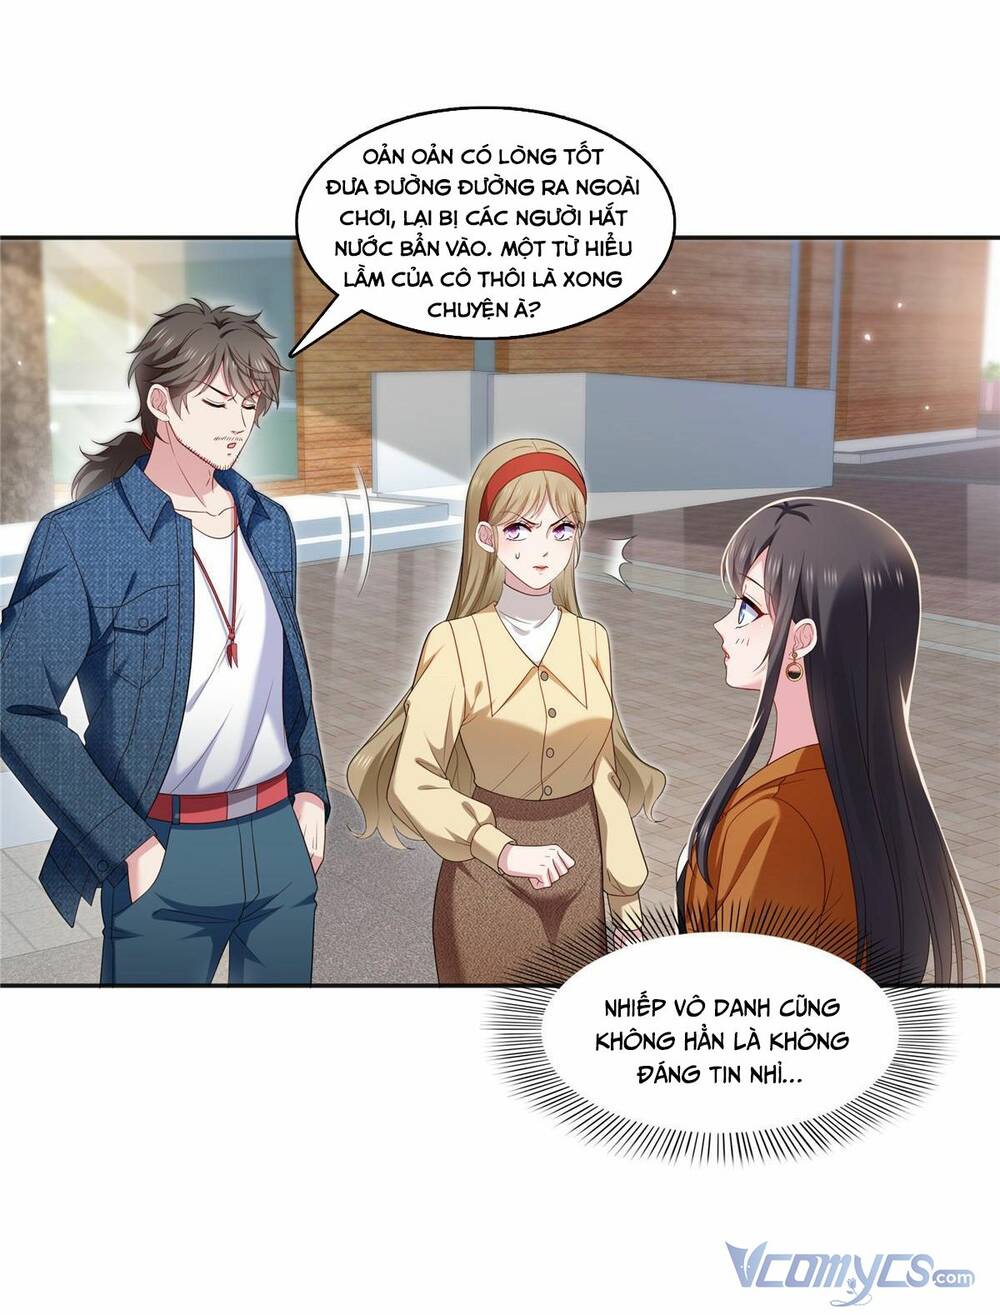 OẢN OẢN CÓ LÒNG TỐT
ĐƯA ĐƯỜNG ĐƯỜNG RA NGOÀI
CHƠI, LẠI BỊ CÁC NGƯỜI HẮT
NƯỚC BẨN VÀO. MỘT TỪ HIỂU
LẦM CỦA CÔ THÔI LÀ XONG
CHUYỆN À?
NHIẾP VÔ DANH CŨNG
KHÔNG HẲN LÀ KHÔNG
ĐÁNG TIN NHỈ...
VCOMYCS.com